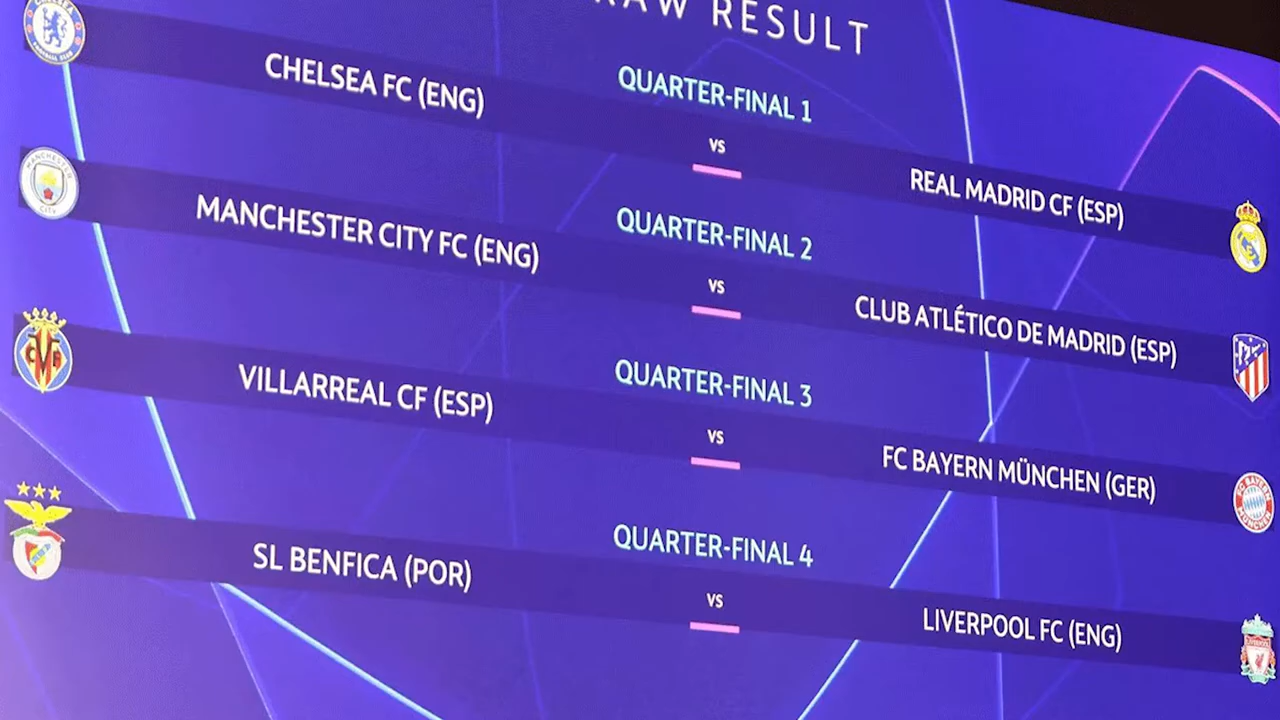 RAW RESULT
QUARTER-FINAL 1
CHELSEA FC (ENG)
VS
REAL MADRID CF (ESP)
QUARTER-FINAL 2
MANCHESTER CITY FC (ENG)
VS
CLUB ATLÉTICO DE MADRID (ESP)
QUARTER-FINAL 3
VILLARREAL CF (ESP)
VS
FC BAYERN MÜNCHEN (GER)
QUARTER-FINAL 4
SL BENFICA (POR)
VS
LIVERPOOL FC (ENG)